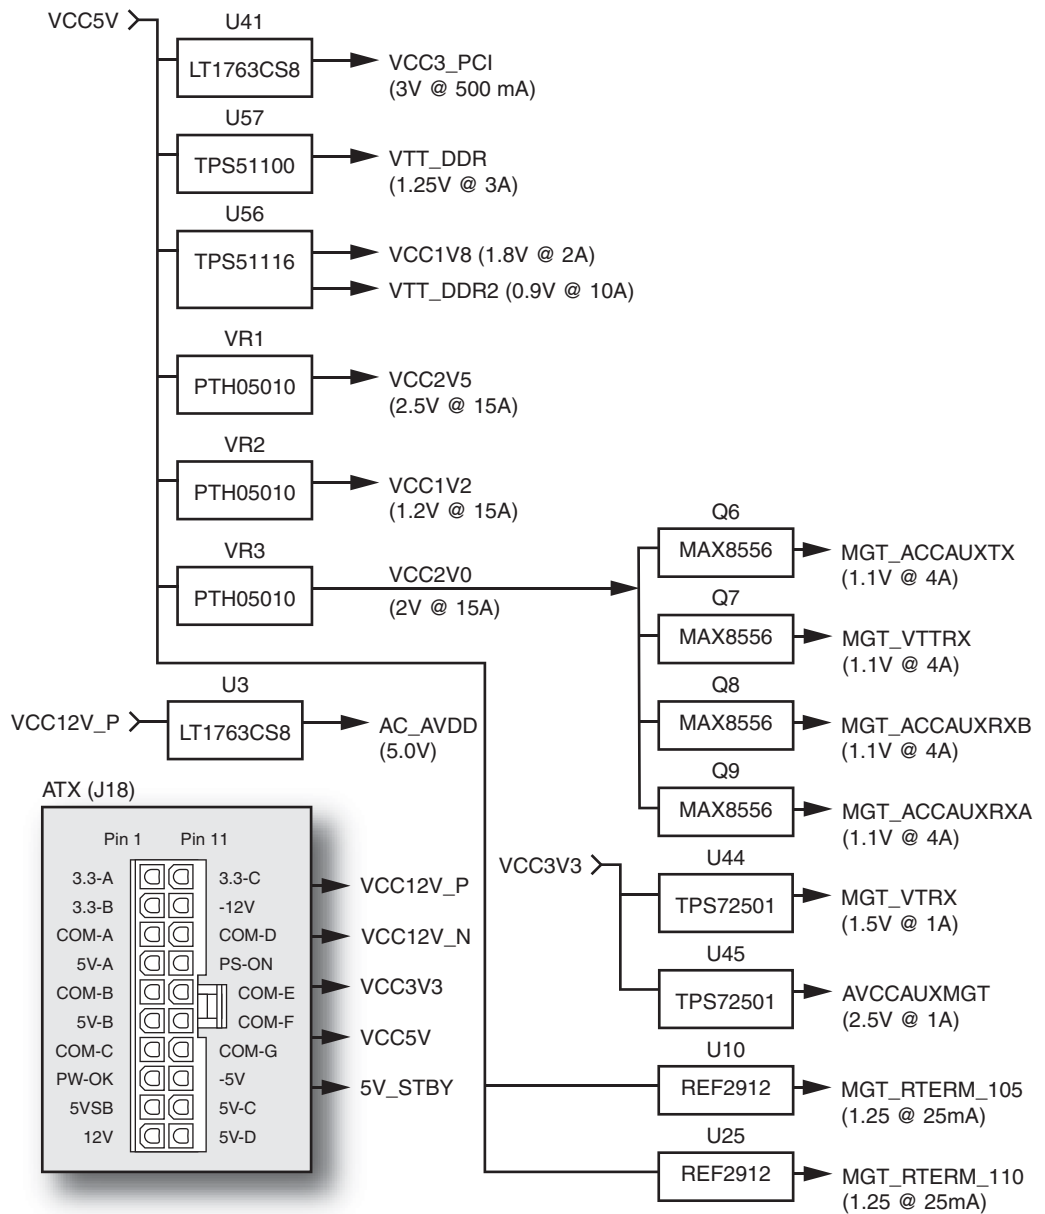 VCC5V
U41
LT1763CS8
VCC3_PCI
(3V @ 500 mA)
U57
TPS51100
VTT_DDR
(1.25V @ 3A)
U56
TPS51116
VCC1V8 (1.8V @ 2A)
VTT_DDR2 (0.9V @ 10A)
VR1
PTH05010
VCC2V5
(2.5V @ 15A)
VR2
PTH05010
VCC1V2
(1.2V @ 15A)
VR3
PTH05010
VCC2V0
(2V @ 15A)
Q6
MAX8556
MGT_ACCAUXTX
(1.1V @ 4A)
Q7
MAX8556
MGT_VTTRX
(1.1V @ 4A)
Q8
MAX8556
MGT_ACCAUXRXB
(1.1V @ 4A)
Q9
MAX8556
MGT_ACCAUXRXA
(1.1V @ 4A)
VCC12V_P
U3
LT1763CS8
AC_AVDD
(5.0V)
VCC3V3
U44
TPS72501
MGT_VTRX
(1.5V @ 1A)
U45
TPS72501
AVCCAUXMGT
(2.5V @ 1A)
U10
REF2912
MGT_RTERM_105
(1.25 @ 25mA)
U25
REF2912
MGT_RTERM_110
(1.25 @ 25mA)
ATX (J18)
Pin 1 Pin 11
3.3-A 3.3-C
3.3-B -12V
COM-A COM-D
5V-A PS-ON
COM-B COM-E
5V-B COM-F
COM-C COM-G
PW-OK -5V
5VSB 5V-C
12V 5V-D
VCC12V_P
VCC12V_N
VCC3V3
VCC5V
5V_STBY